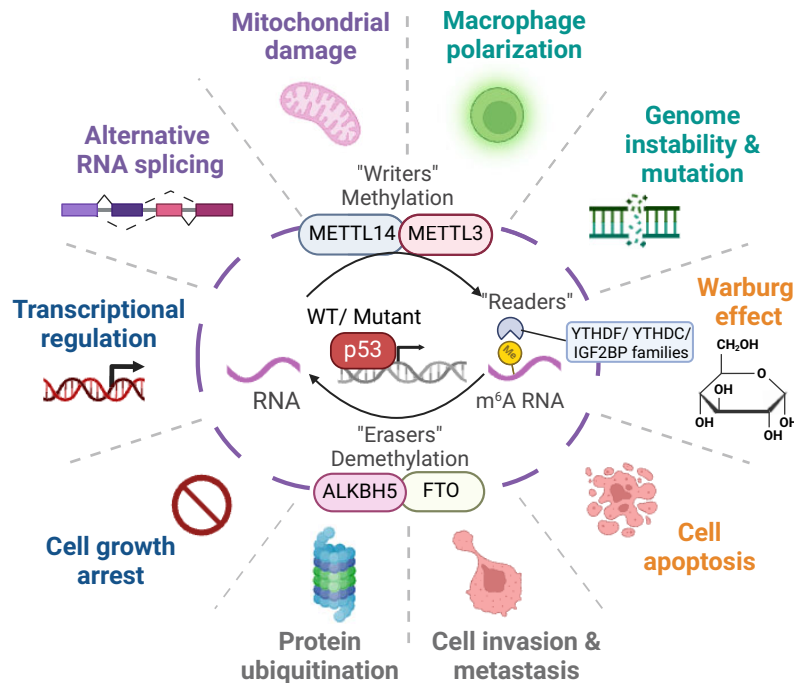 Mitochondrial
damage
Macrophage
polarization
Alternative
RNA splicing
Genome
instability &
mutation
"Writers"
Methylation
METTL14
METTL3
Transcriptional
regulation
WT/ Mutant
p53
RNA
"Readers"
Me
m⁶A RNA
YTHDF/ YTHDC/
IGF2BP families
Warburg
effect
CH₂OH
O
OH
OH
OH
OH
"Erasers"
Demethylation
ALKBH5
FTO
Cell growth
arrest
Cell
apoptosis
Protein
ubiquitination
Cell invasion &
metastasis